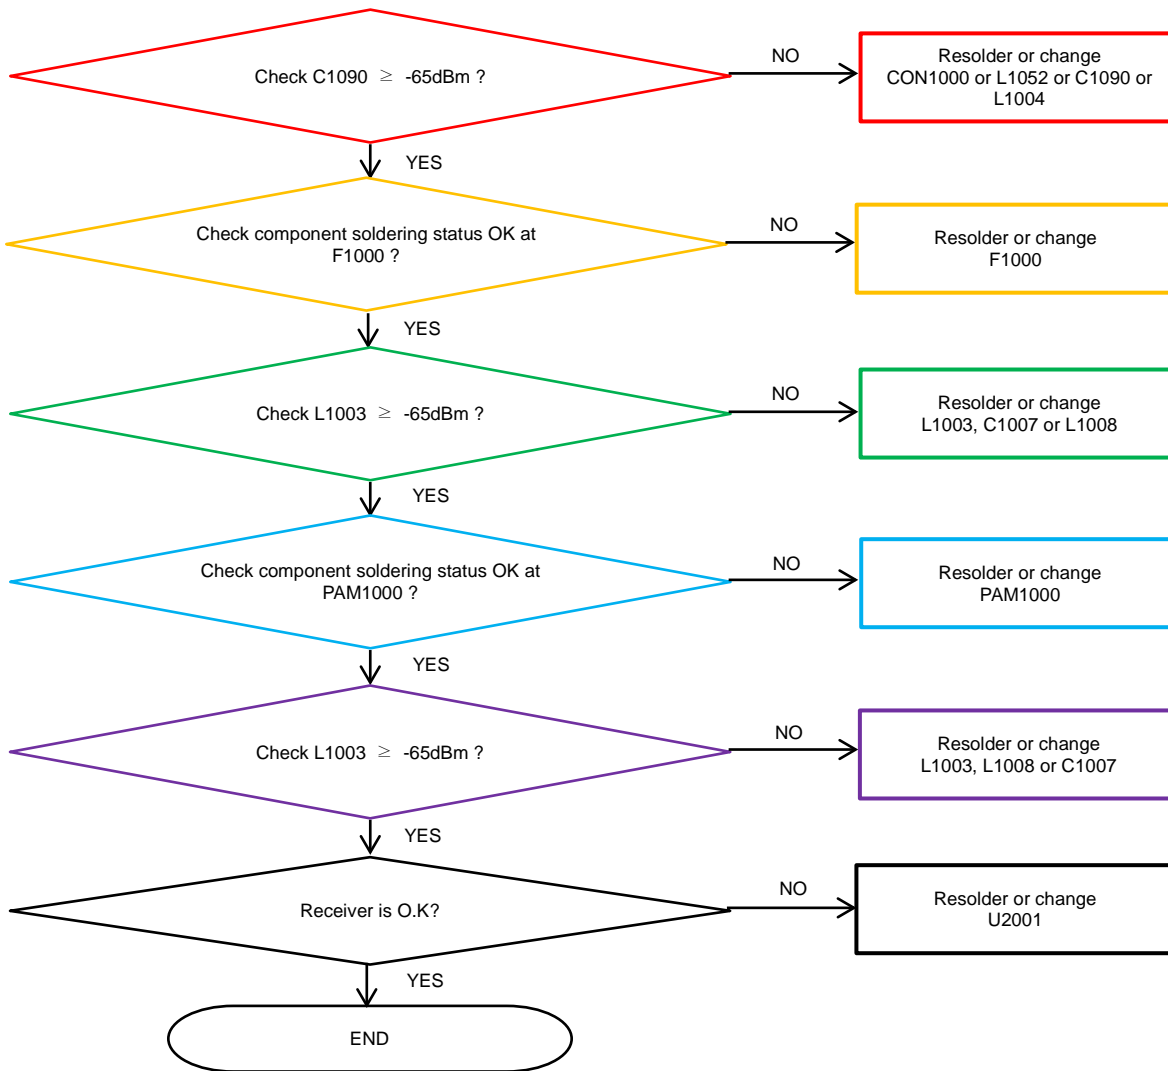 Check C1090 ≥ -65dBm ?
NO
Resolder or change
CON1000 or L1052 or C1090 or
L1004
YES
Check component soldering status OK at
F1000 ?
NO
Resolder or change
F1000
YES
Check L1003 ≥ -65dBm ?
NO
Resolder or change
L1003, C1007 or L1008
YES
Check component soldering status OK at
PAM1000 ?
NO
Resolder or change
PAM1000
YES
Check L1003 ≥ -65dBm ?
NO
Resolder or change
L1003, L1008 or C1007
YES
Receiver is O.K?
NO
Resolder or change
U2001
YES
END